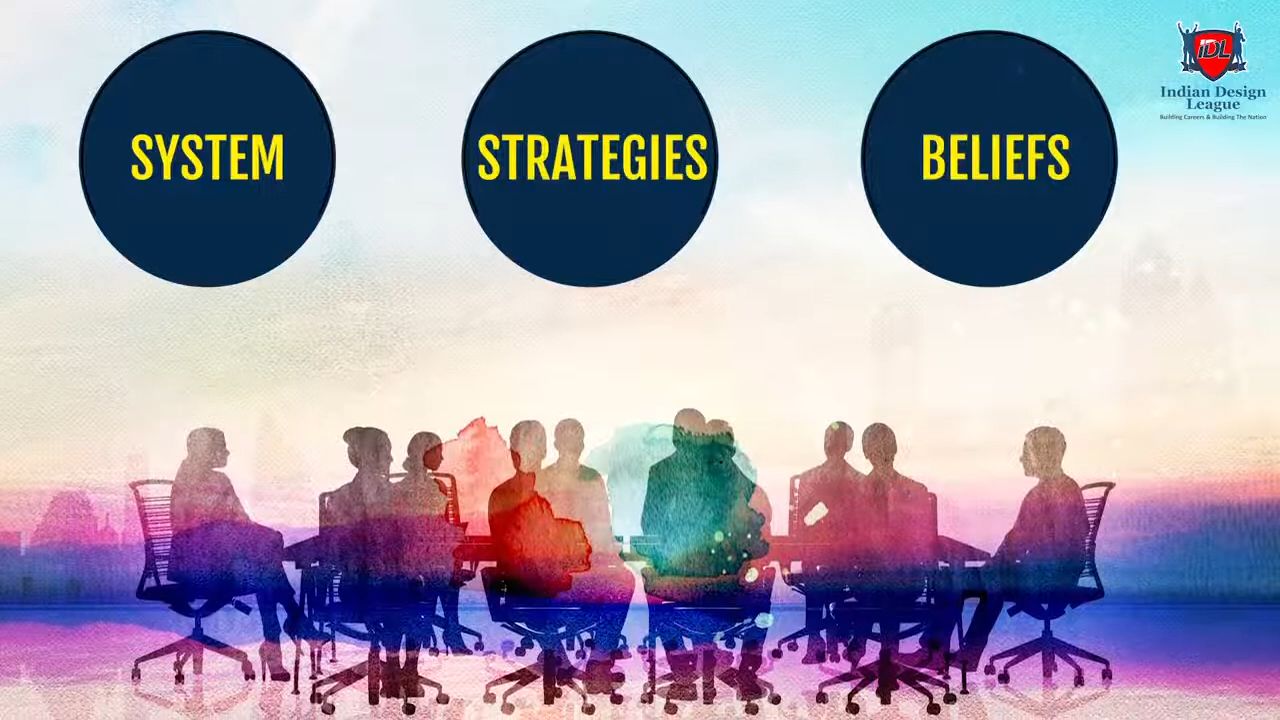 SYSTEM
STRATEGIES
BELIEFS
IDL
Indian Design
League
Building Careers & Building The Nation